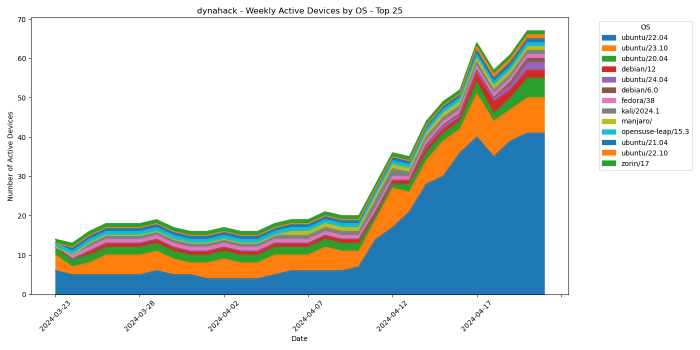 dynahack - Weekly Active Devices by OS - Top 25
Number of Active Devices
70
60
50
40
30
20
10
0
2024-03-23
2024-03-28
2024-04-02
2024-04-07
2024-04-12
2024-04-17
Date
OS
ubuntu/22.04
ubuntu/23.10
ubuntu/20.04
debian/12
ubuntu/24.04
debian/6.0
fedora/38
kali/2024.1
manjaro/
opensuse-leap/15.3
ubuntu/21.04
ubuntu/22.10
zorin/17